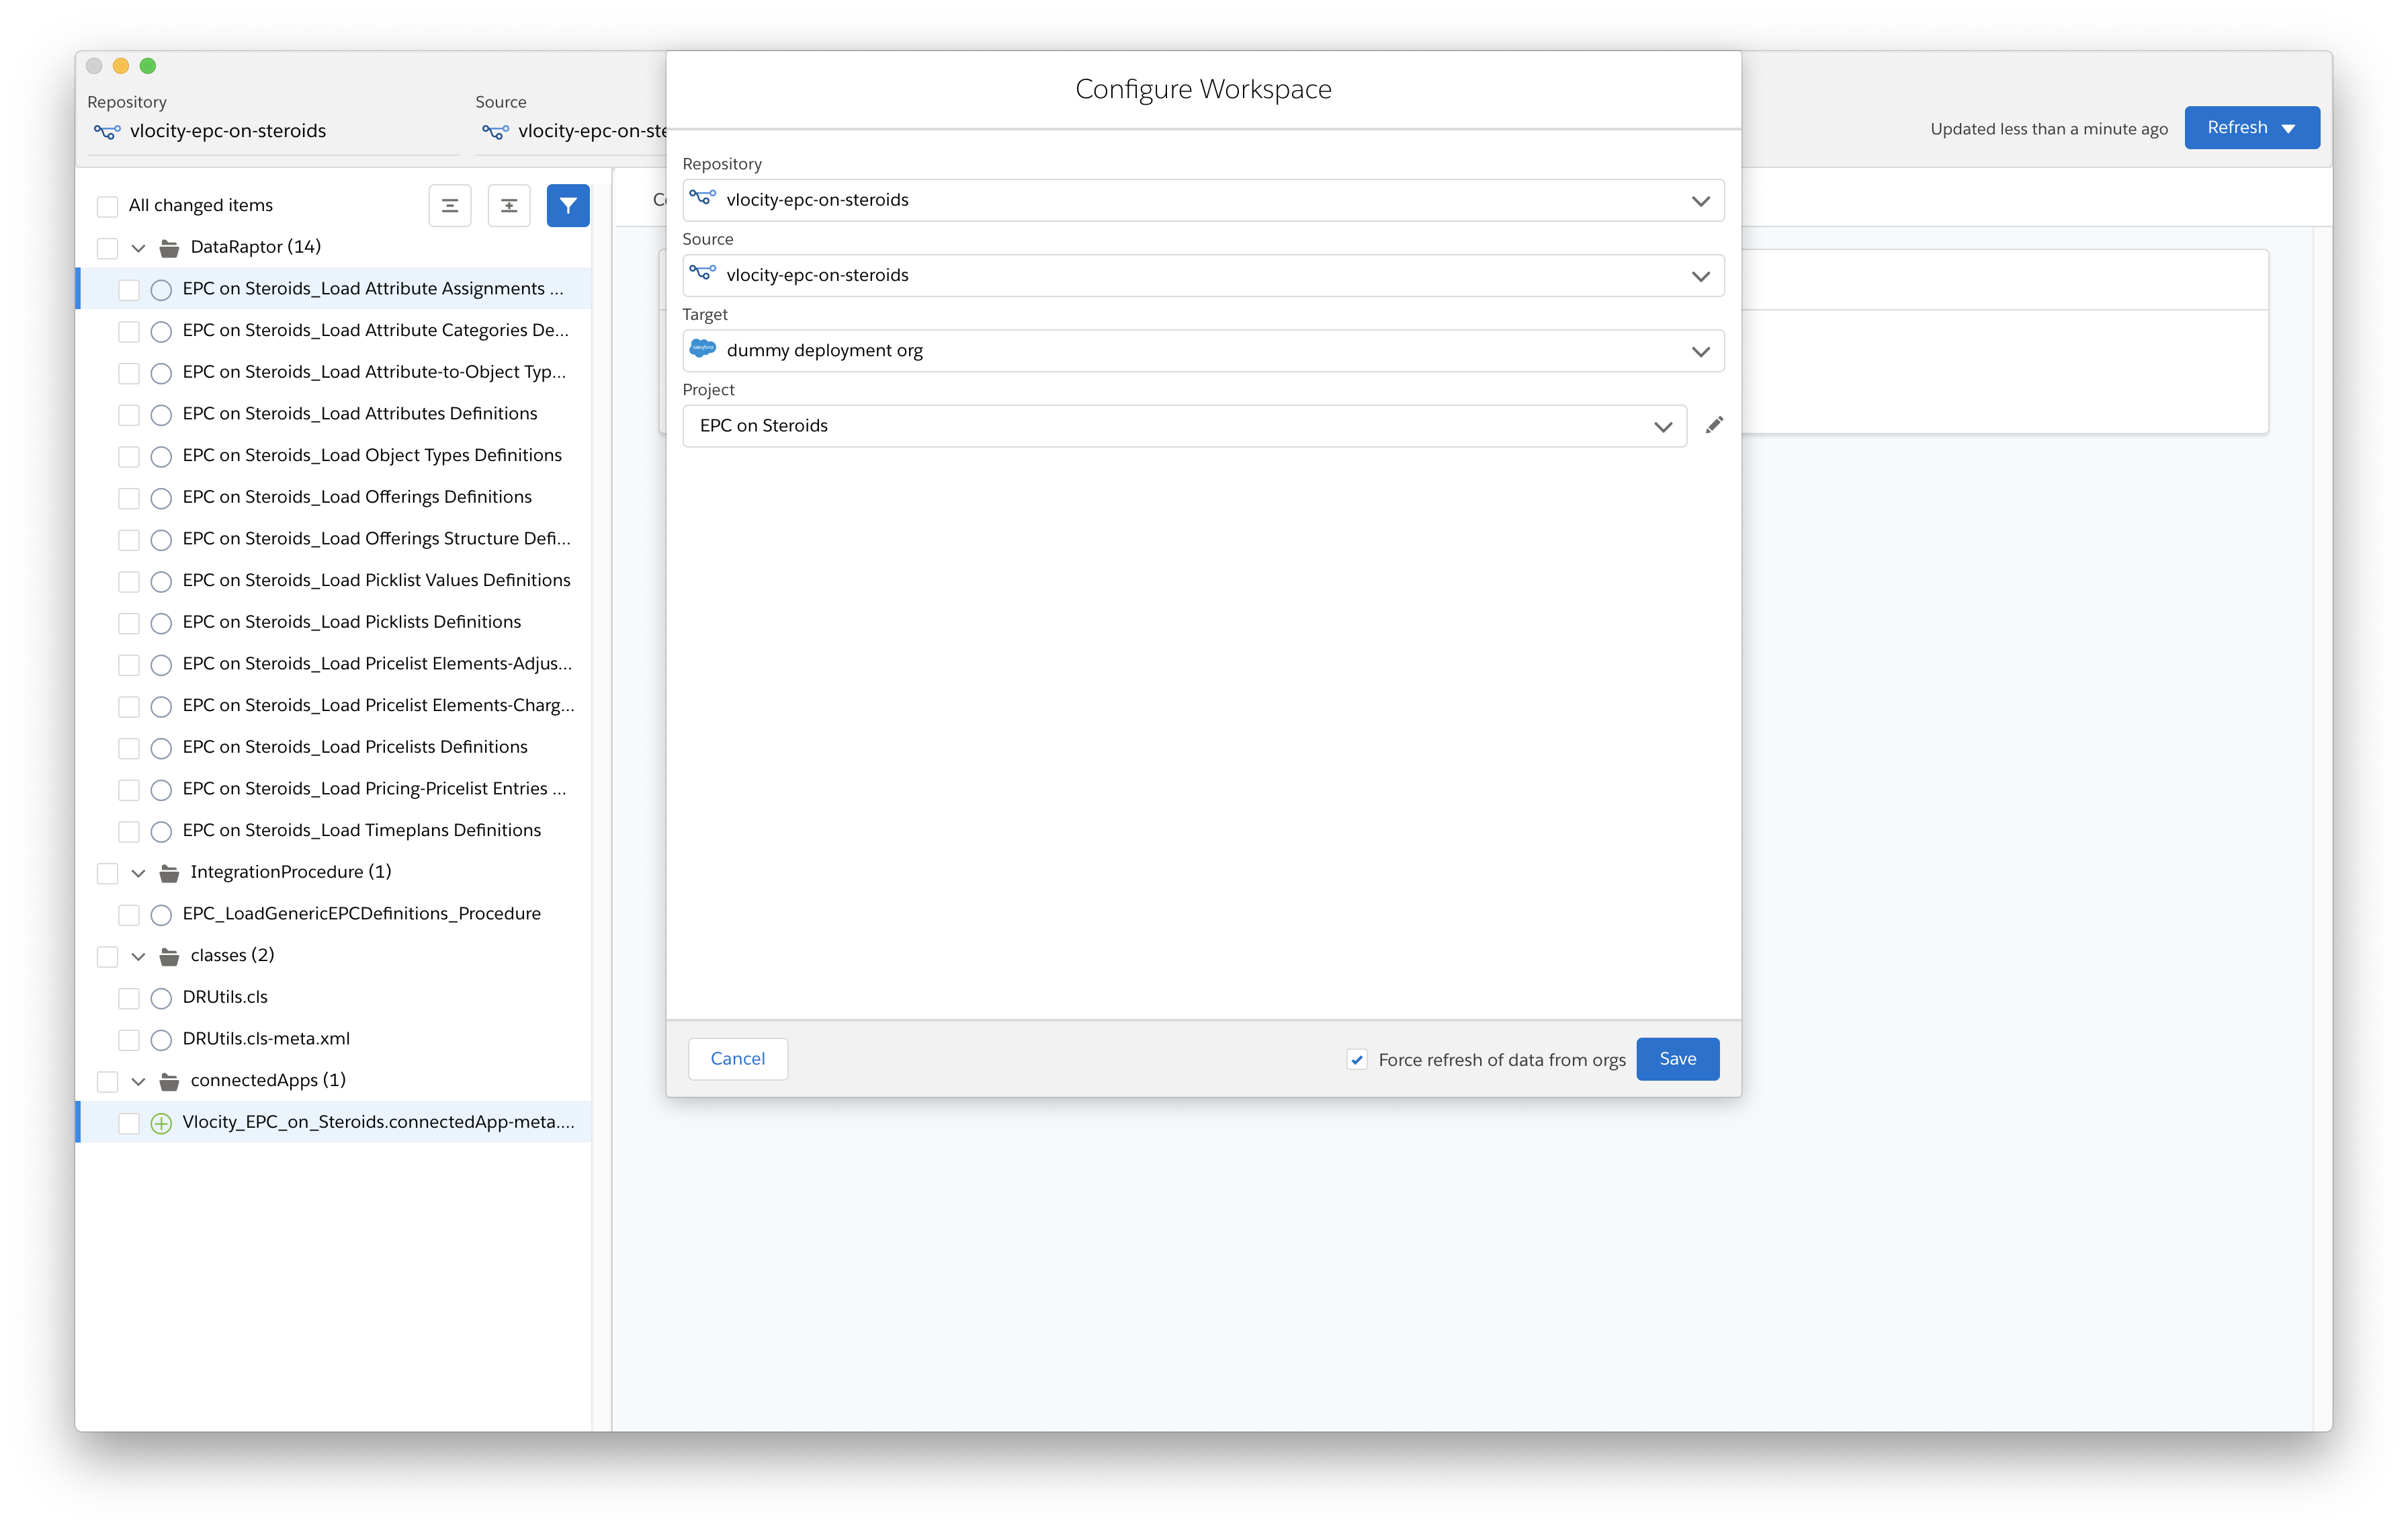 Repository
vlocity-epc-on-steroids
Source
vlocity-epc-on-ste
Updated less than a minute ago
Refresh
All changed items
DataRaptor (14)
EPC on Steroids_Load Attribute Assignments ...
EPC on Steroids_Load Attribute Categories De...
EPC on Steroids_Load Attribute-to-Object Typ...
EPC on Steroids_Load Attributes Definitions
EPC on Steroids_Load Object Types Definitions
EPC on Steroids_Load Offerings Definitions
EPC on Steroids_Load Offerings Structure Defi...
EPC on Steroids_Load Picklist Values Definitions
EPC on Steroids_Load Picklists Definitions
EPC on Steroids_Load Pricelist Elements-Adjus...
EPC on Steroids_Load Pricelist Elements-Charg...
EPC on Steroids_Load Pricelists Definitions
EPC on Steroids_Load Pricing-Pricelist Entries ...
EPC on Steroids_Load Timeplans Definitions
IntegrationProcedure (1)
EPC_LoadGenericEPCDefinitions_Procedure
classes (2)
DRUtils.cls
DRUtils.cls-meta.xml
connectedApps (1)
Vlocity_EPC_on_Steroids.connectedApp-meta....
Configure Workspace
Repository
vlocity-epc-on-steroids
Source
vlocity-epc-on-steroids
Target
salesforce
dummy deployment org
Project
EPC on Steroids
Cancel
Force refresh of data from orgs
Save